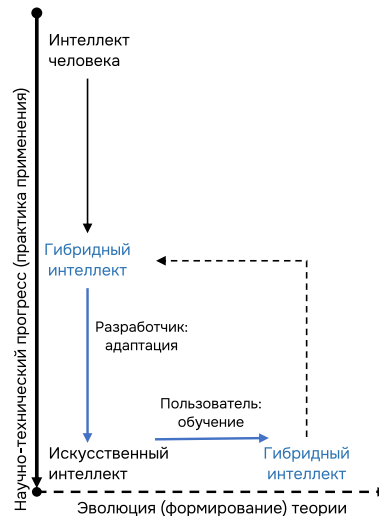 Интеллект
человека
Научно-технический прогресс (практика применения)
Гибридный
интеллект
Разработчик:
адаптация
Пользователь:
обучение
Искусственный
интеллект
Гибридный
интеллект
Эволюция (формирование) теории